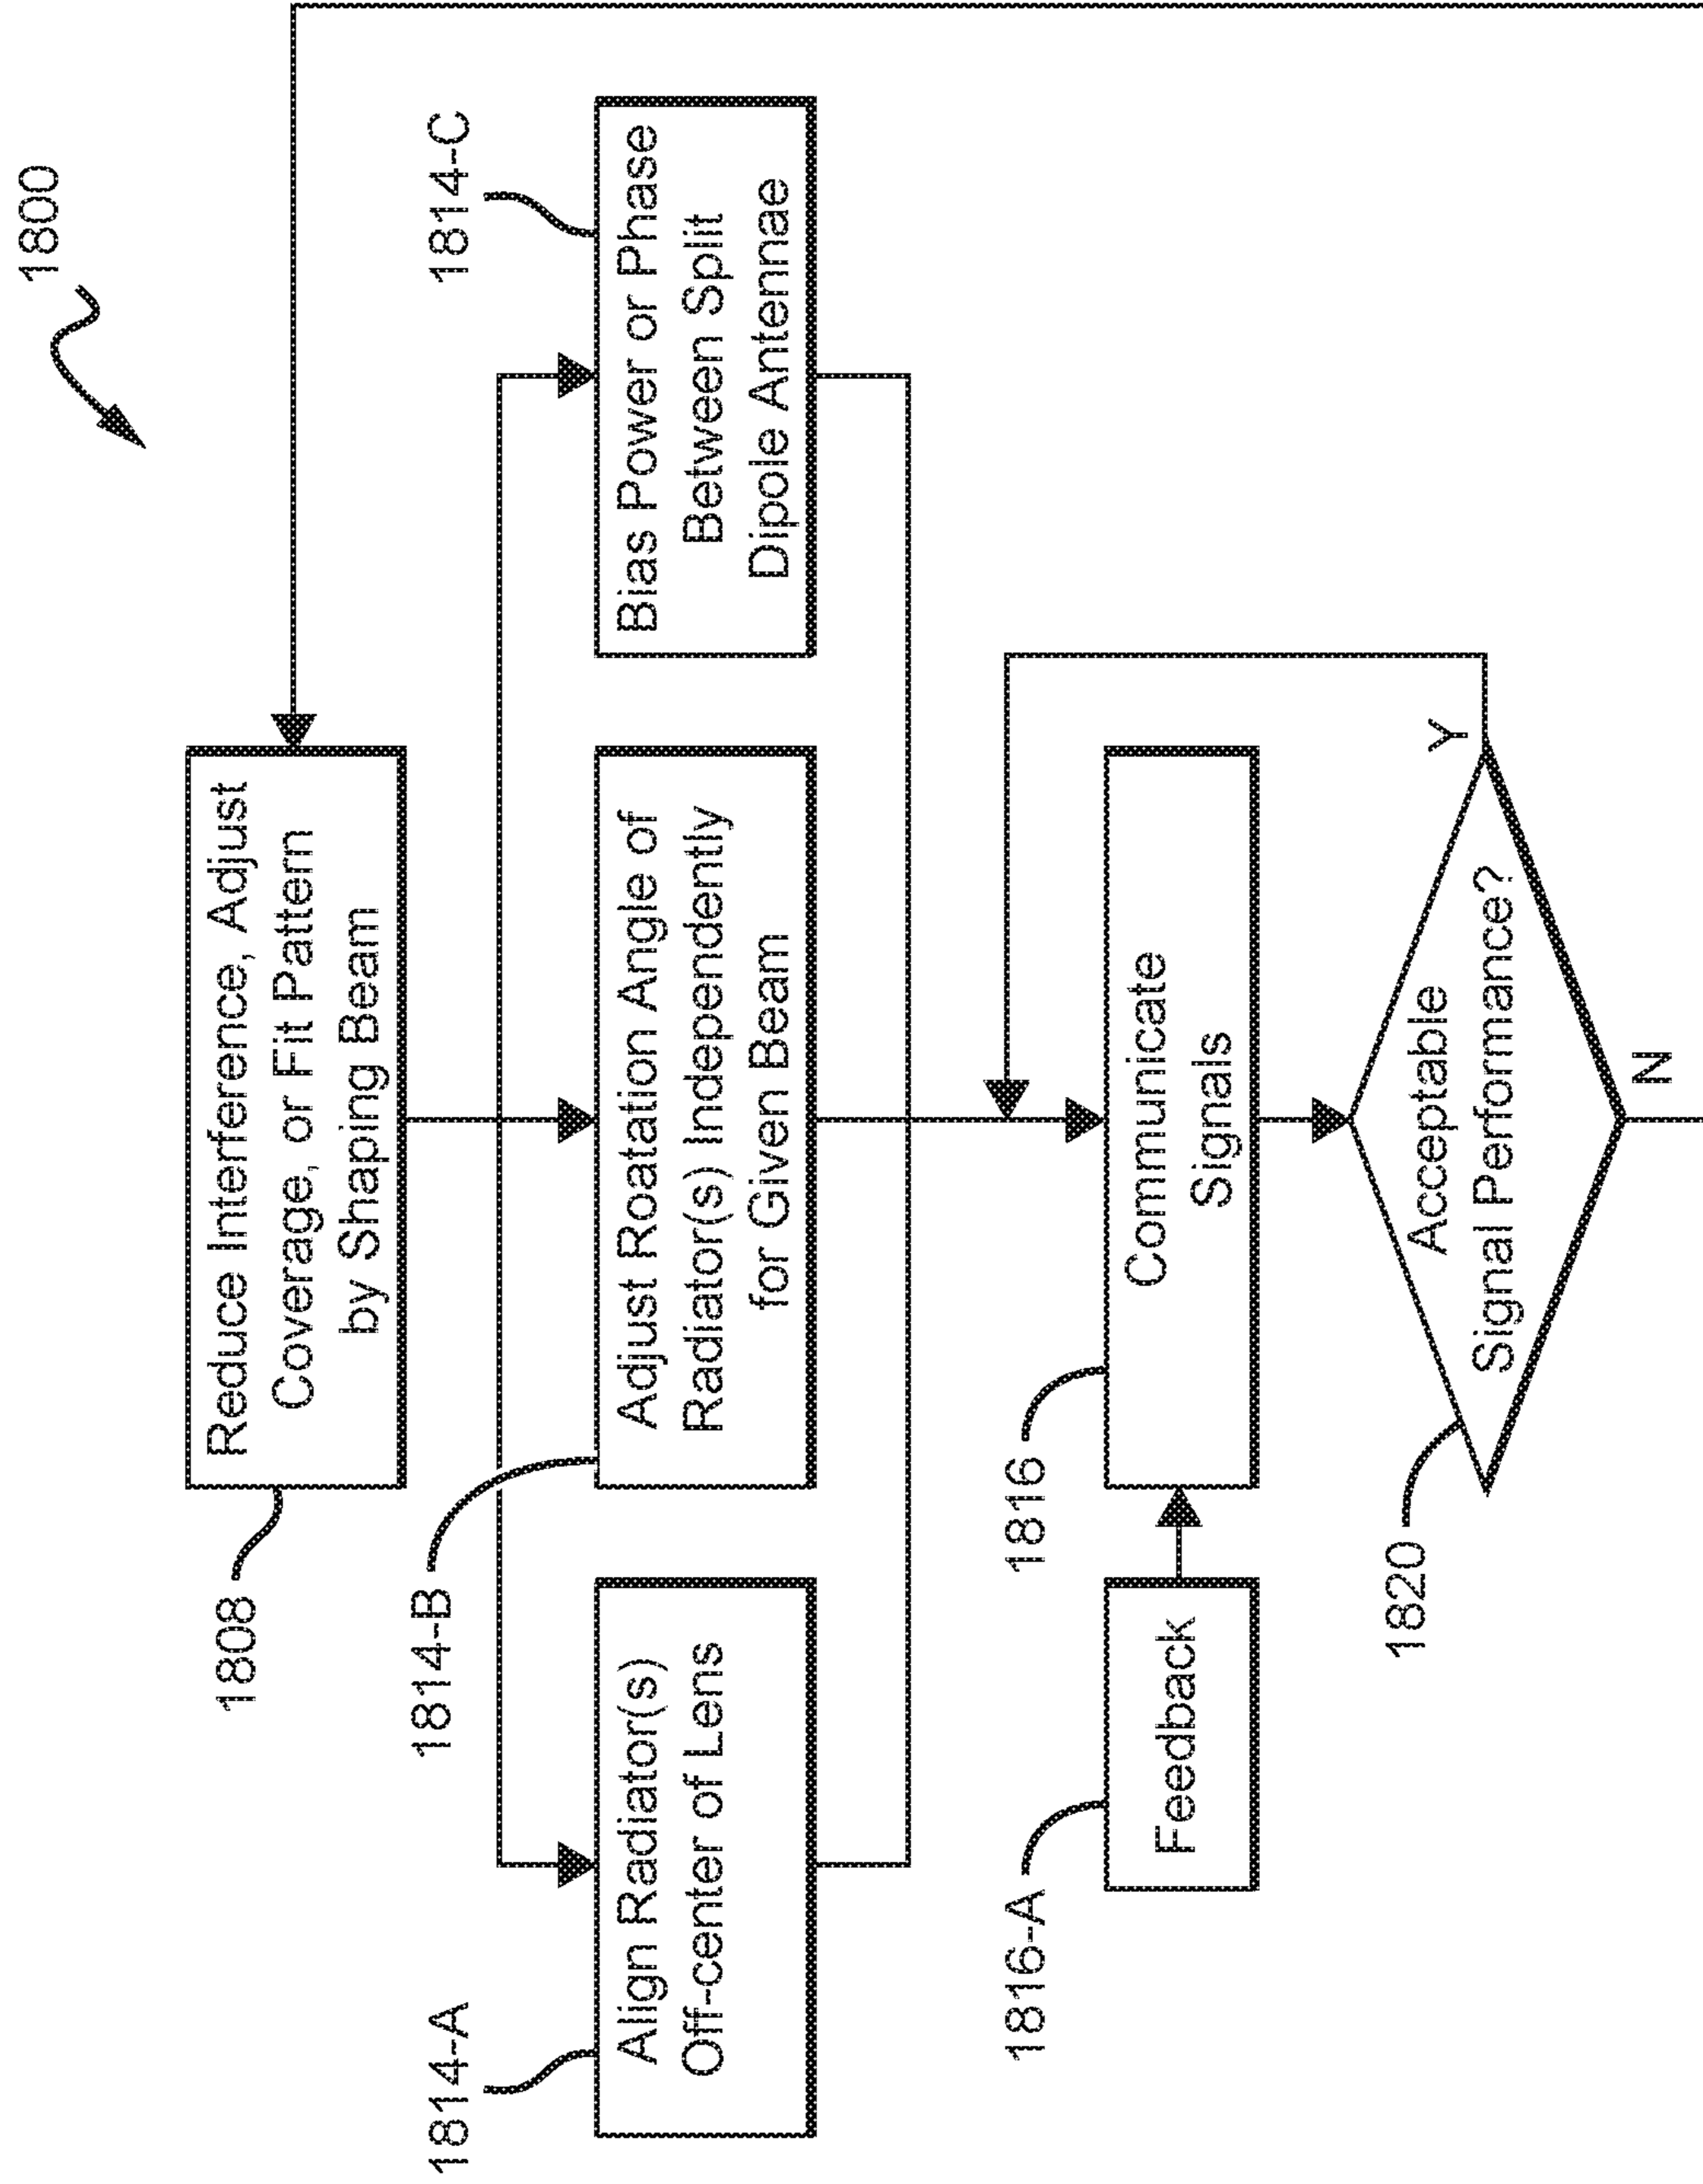 1800
1808
Reduce Interference, Adjust
Coverage, or Fit Pattern
by Shaping Beam
1814-A
Align Radiator(s)
Off-center of Lens
1814-B
Adjust Roatation Angle of
Radiator(s) Independently
for Given Beam
1814-C
Bias Power or Phase
Between Split
Dipole Antennae
1816-A
Feedback
1816
Communicate
Signals
1820
Acceptable
Signal Performance?
Y
N